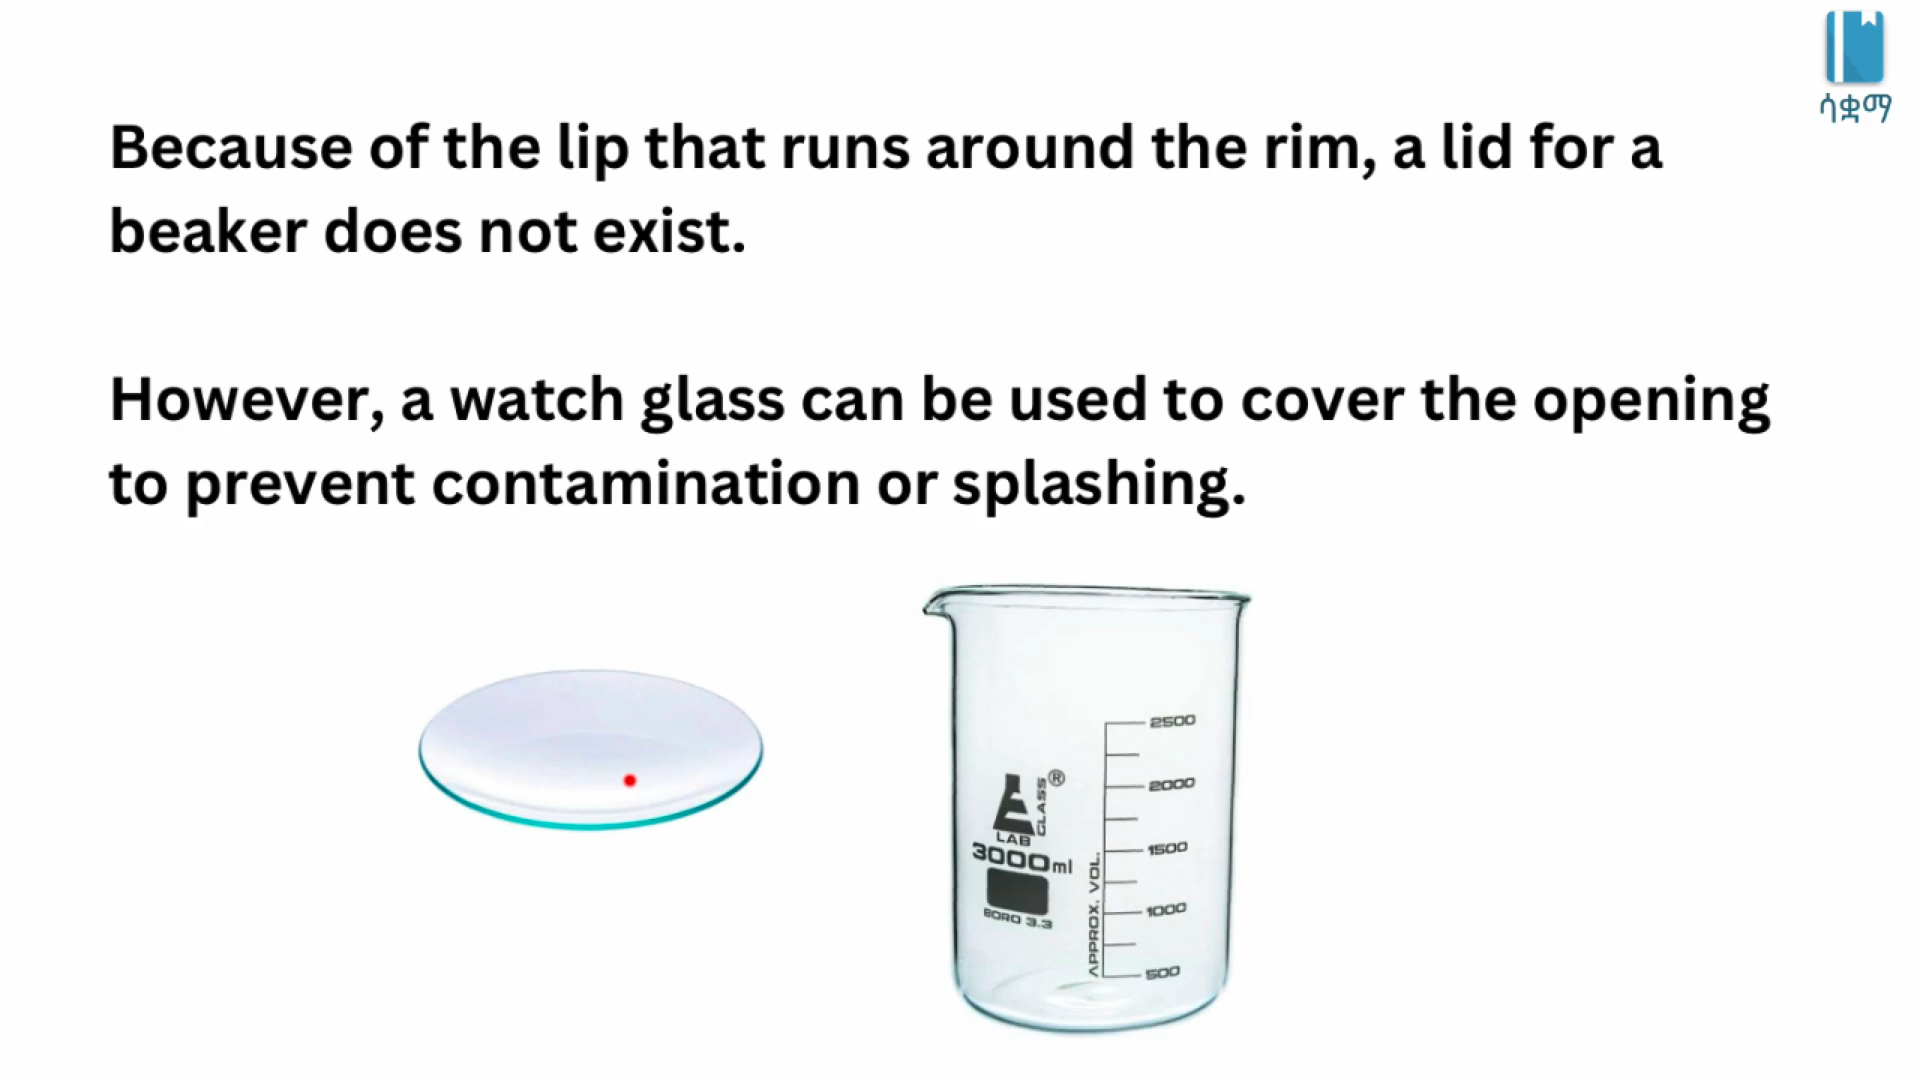 ሳቋማ
Because of the lip that runs around the rim, a lid for a
beaker does not exist.
However, a watch glass can be used to cover the opening
to prevent contamination or splashing.
2500
2000
1500
1000
500
APPROX. VOL.
GLASS®
LAB
3000ml
BORO 3.3